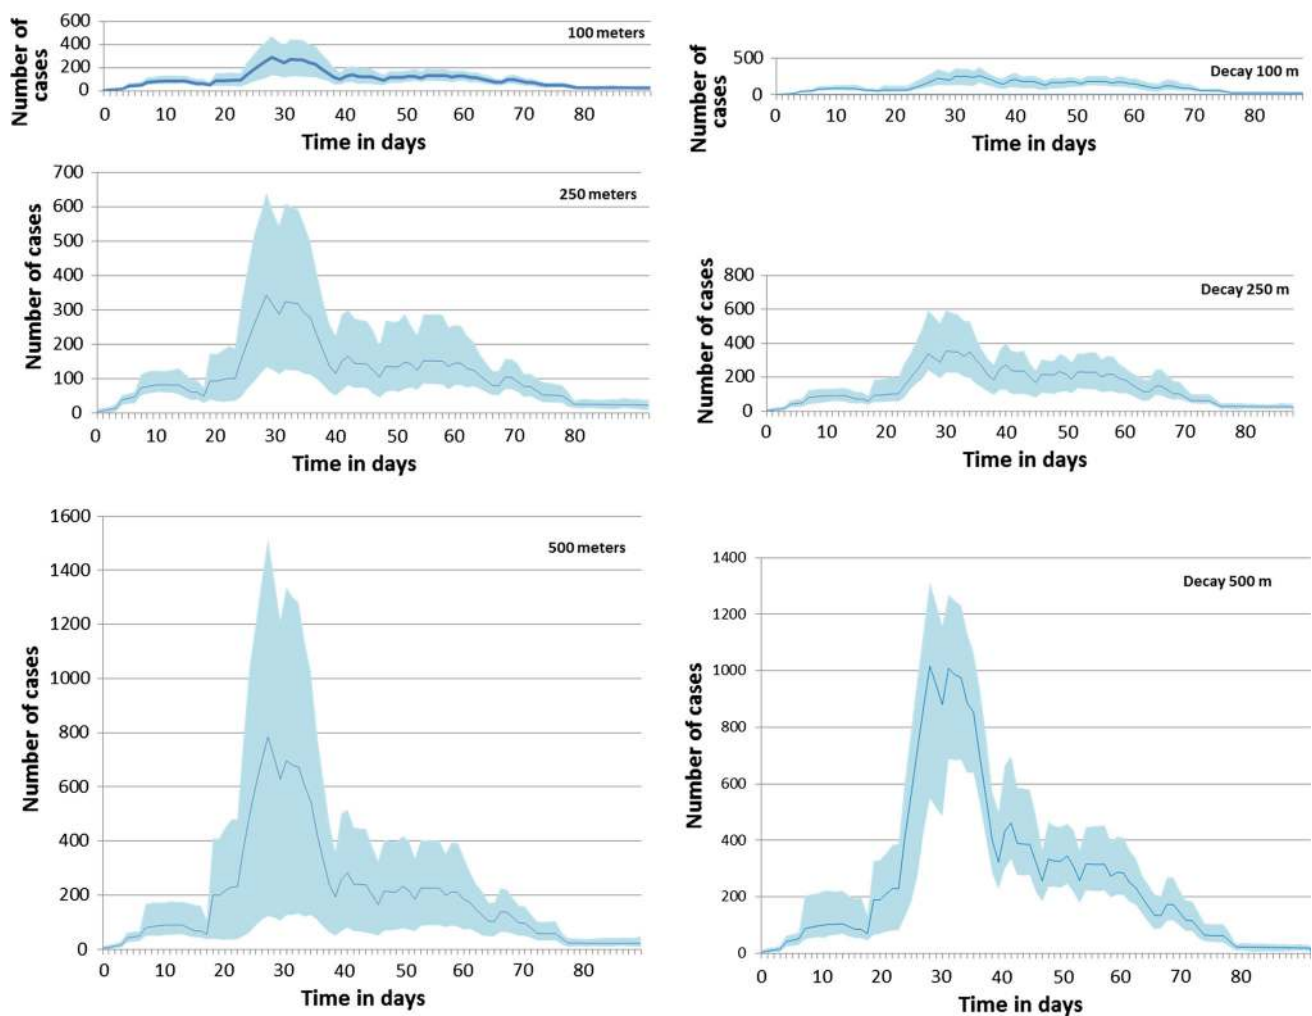 600
400
200
0
Number of
cases
100 meters
0 10 20 30 40 50 60 70 80
Time in days
500
0
Number of
cases
Decay 100 m
0 10 20 30 40 50 60 70 80
Time in days
700
600
500
400
300
200
100
0
Number of cases
250 meters
0 10 20 30 40 50 60 70 80
Time in days
800
600
400
200
0
Number of cases
Decay 250 m
0 10 20 30 40 50 60 70 80
Time in days
1600
1400
1200
1000
800
600
400
200
0
Number of cases
500 meters
0 10 20 30 40 50 60 70 80
Time in days
1400
1200
1000
800
600
400
200
0
Number of cases
Decay 500 m
0 10 20 30 40 50 60 70 80
Time in days